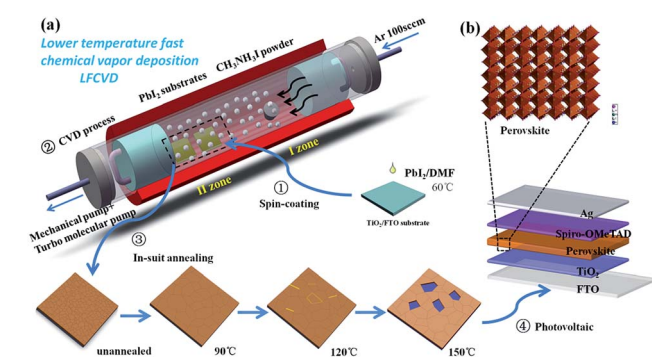 (a)
Lower temperature fast
chemical vapor deposition
LFCVD
Ar 100sccm
CH₃NH₃I powder
PbI₂ substrates
② CVD process
I zone
II zone
Mechanical pump+
Turbo molecular pump
① Spin-coating
PbI₂/DMF
60℃
TiO₂/FTO substrate
③
In-suit annealing
unannealed
90℃
120℃
150℃
(b)
Perovskite
Ag
Spiro-OMeTAD
Perovskite
TiO₂
FTO
④ Photovoltaic